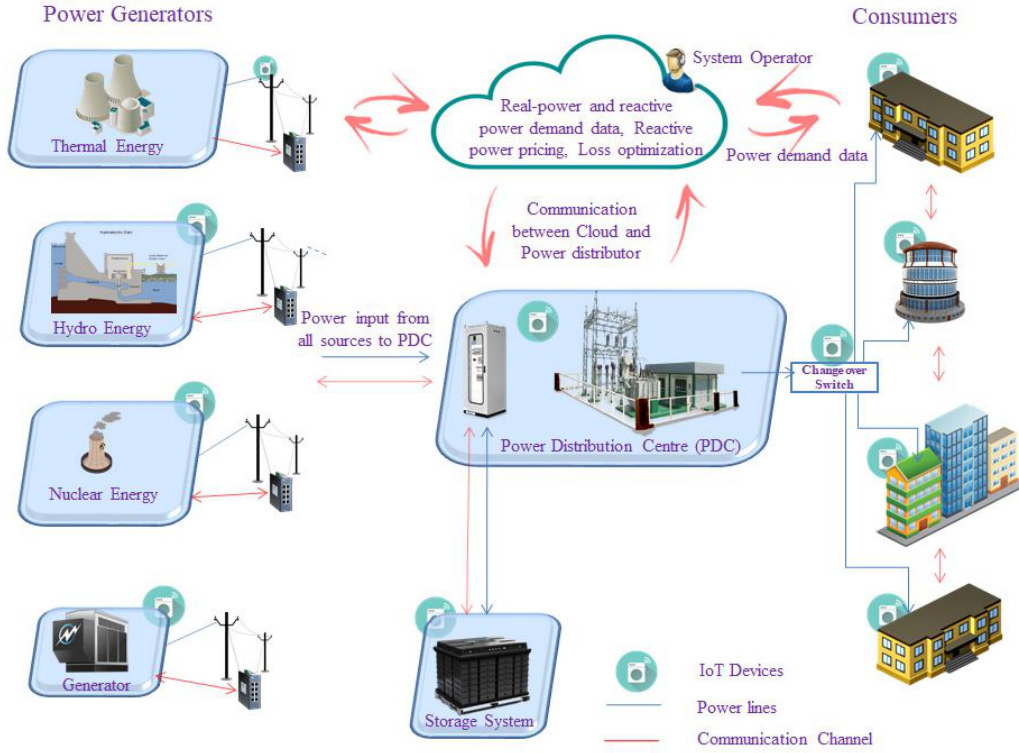 Power Generators
Consumers
System Operator
Real-power and reactive
power demand data, Reactive
power pricing, Loss optimization
Thermal Energy
Power demand data
Communication
between Cloud and
Power distributor
Hydro Energy
Power input from
all sources to PDC
Changeover
Switch
Power Distribution Centre (PDC)
Nuclear Energy
Generator
Storage System
IoT Devices
Power lines
Communication Channel